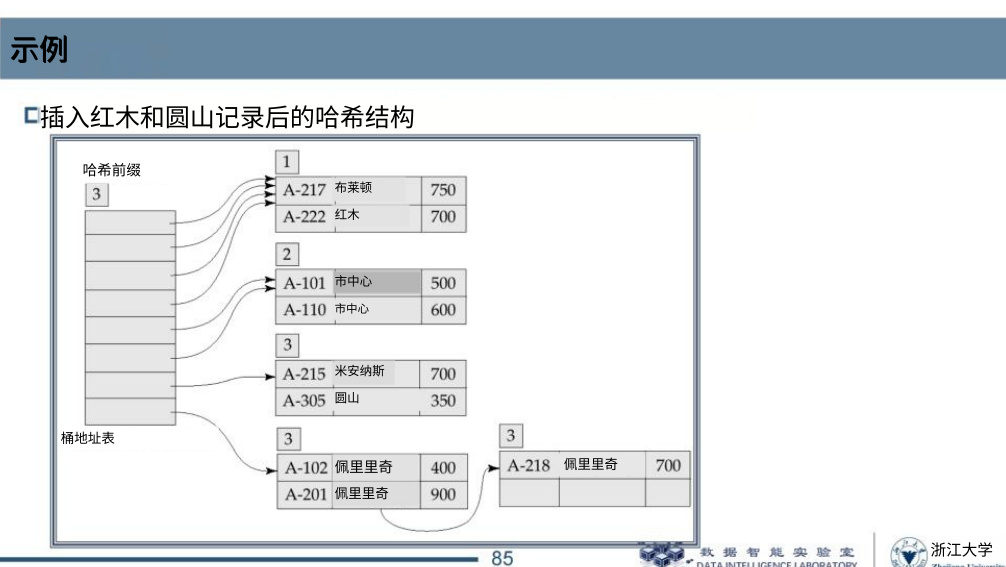 示例
插入红木和圆山记录后的哈希结构
哈希前缀
3
桶地址表
1
A-217 布莱顿 750
A-222 红木 700
2
A-101 市中心 500
A-110 市中心 600
3
A-215 米安纳斯 700
A-305 圆山 350
3
A-102 佩里里奇 400
A-201 佩里里奇 900
3
A-218 佩里里奇 700
85
数据智能实验室
DATA INTELLIGENCE LABORATORY
浙江大学
Zhejiang University